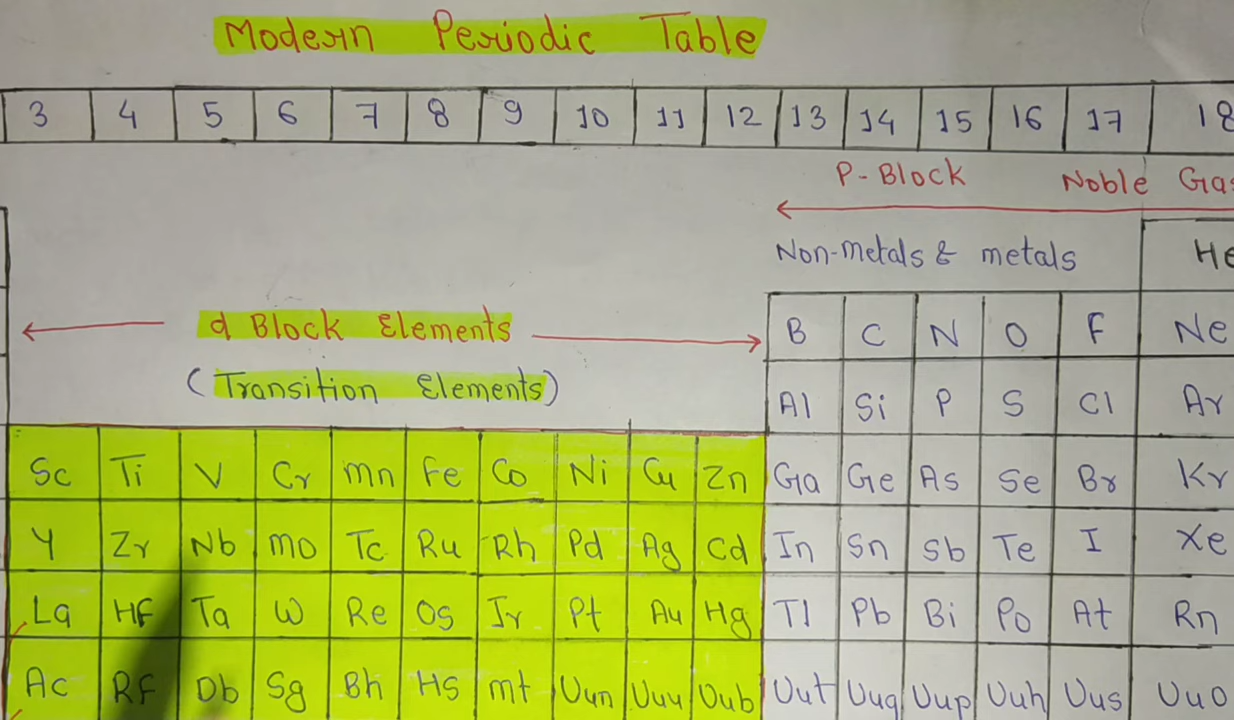 Modern Periodic Table
3 4 5 6 7 8 9 10 11 12 13 14 15 16 17 18
P-Block Noble Gas
Non-metals & metals He
d Block Elements
(Transition Elements)
B C N O F Ne
Al Si P S Cl Ar
Sc Ti V Cr mn Fe Co Ni Cu Zn Ga Ge As Se Br Kr
Y Zr Nb mo Tc Ru Rh Pd Ag Cd In Sn Sb Te I Xe
La HF Ta W Re Os Ir Pt Au Hg Tl Pb Bi Po At Rn
Ac RF Db Sg Bh HS mt Uun Uuu Uub Uut Uuq Uup Uuh Uus Uuo